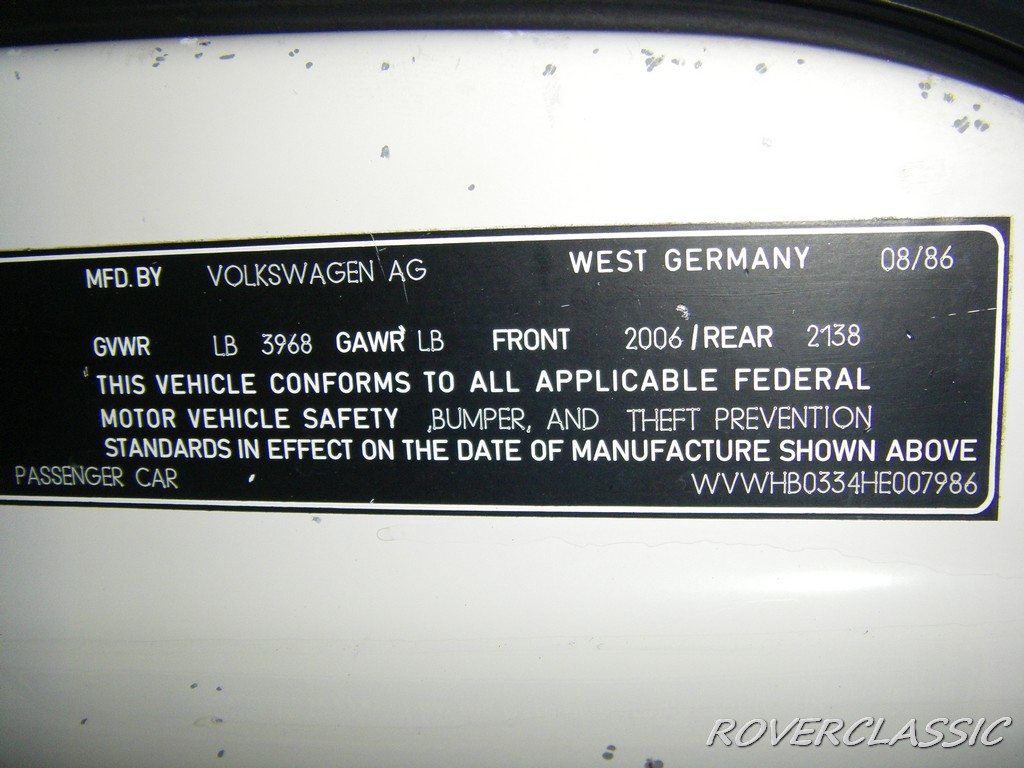 MFD. BY VOLKSWAGEN AG WEST GERMANY 08/86
GVWR LB 3968 GAWR LB FRONT 2006 / REAR 2138
THIS VEHICLE CONFORMS TO ALL APPLICABLE FEDERAL
MOTOR VEHICLE SAFETY ,BUMPER, AND THEFT PREVENTION
STANDARDS IN EFFECT ON THE DATE OF MANUFACTURE SHOWN ABOVE
PASSENGER CAR WVWHB0334HE007986
ROVERCLASSIC